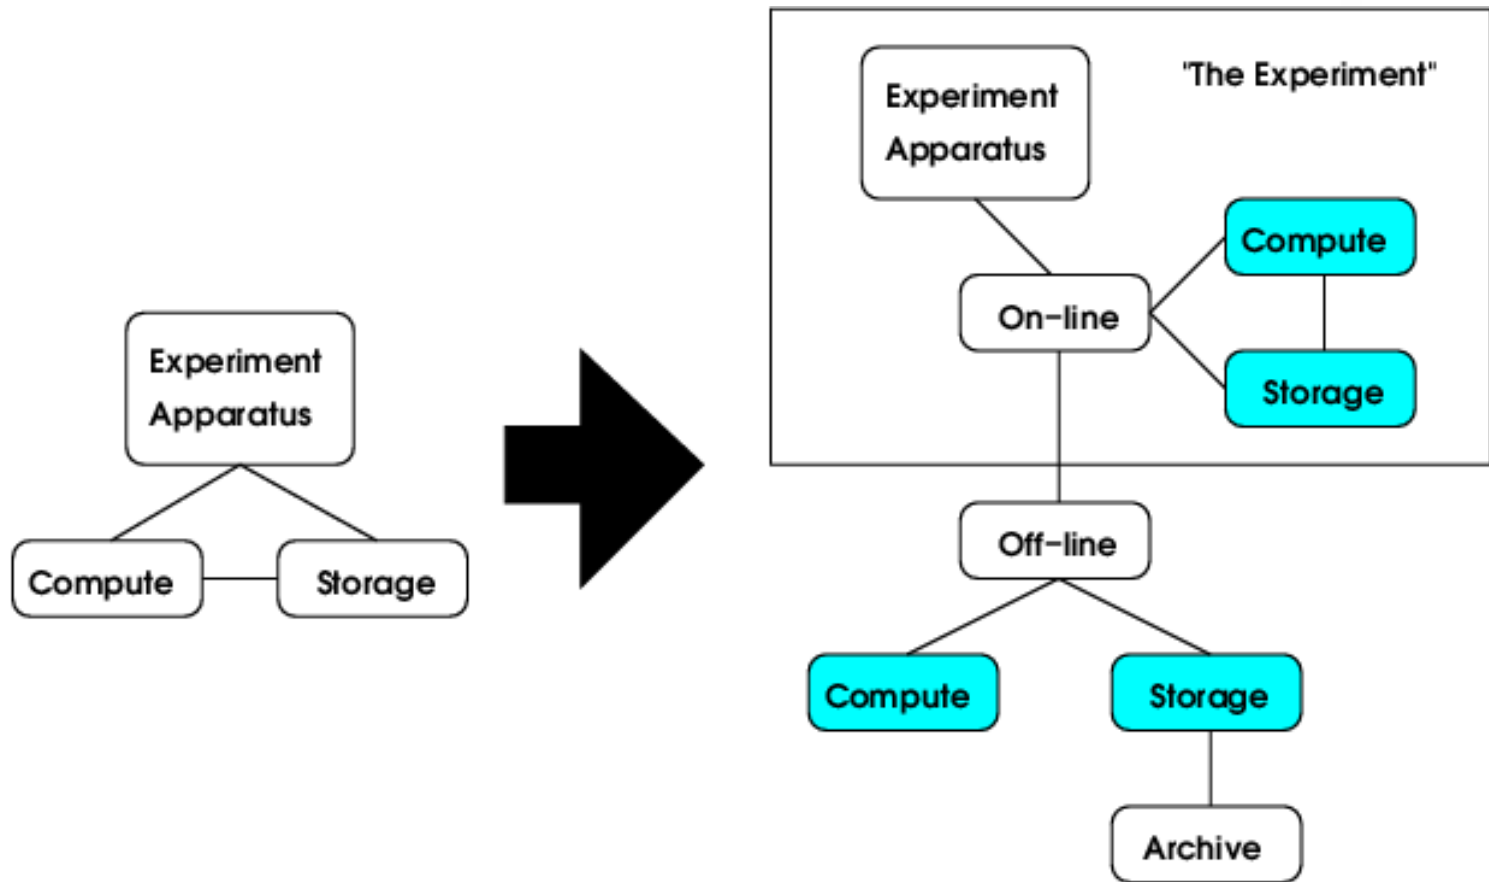 Experiment
Apparatus
Compute
Storage
"The Experiment"
Experiment
Apparatus
Compute
On-line
Storage
Off-line
Compute
Storage
Archive